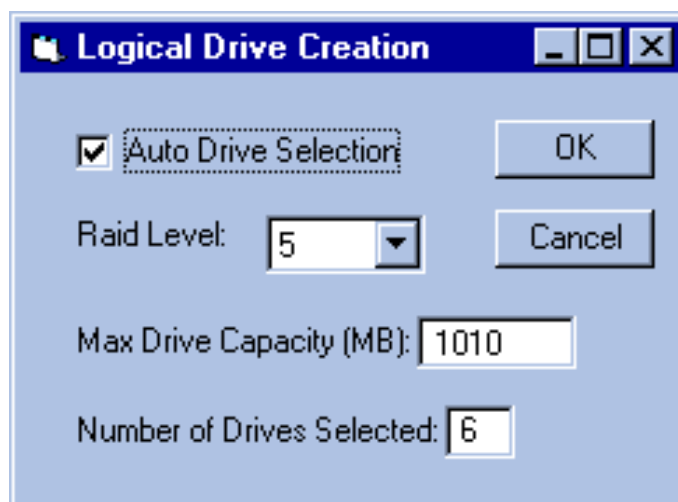 Logical Drive Creation
Auto Drive Selection
OK
Raid Level:
5
Cancel
Max Drive Capacity (MB): 1010
Number of Drives Selected: 6